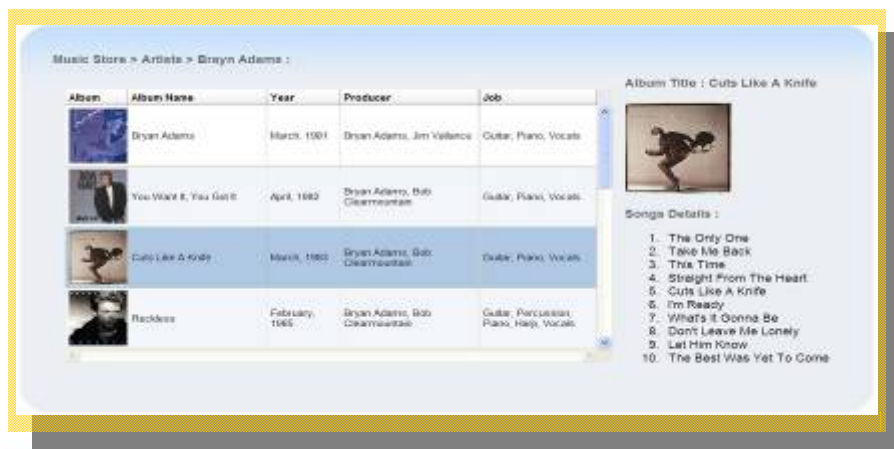 Music Store > Artists > Brayn Adams :
Album Album Name Year Producer Job
Bryan Adams March, 1981 Bryan Adams, Jim Vallance Guitar, Piano, Vocals
You Want It, You Got It April, 1982 Bryan Adams, Bob Clearmountain Guitar, Piano, Vocals
Cuts Like A Knife March, 1983 Bryan Adams, Bob Clearmountain Guitar, Piano, Vocals
Reckless February, 1985 Bryan Adams, Bob Clearmountain Guitar, Percussion, Piano, Harp, Vocals
Album Title : Cuts Like A Knife
Songs Details :
1. The Only One
2. Take Me Back
3. This Time
4. Straight From The Heart
5. Cuts Like A Knife
6. I'm Ready
7. What's It Gonna Be
8. Don't Leave Me Lonely
9. Let Him Know
10. The Best Was Yet To Come